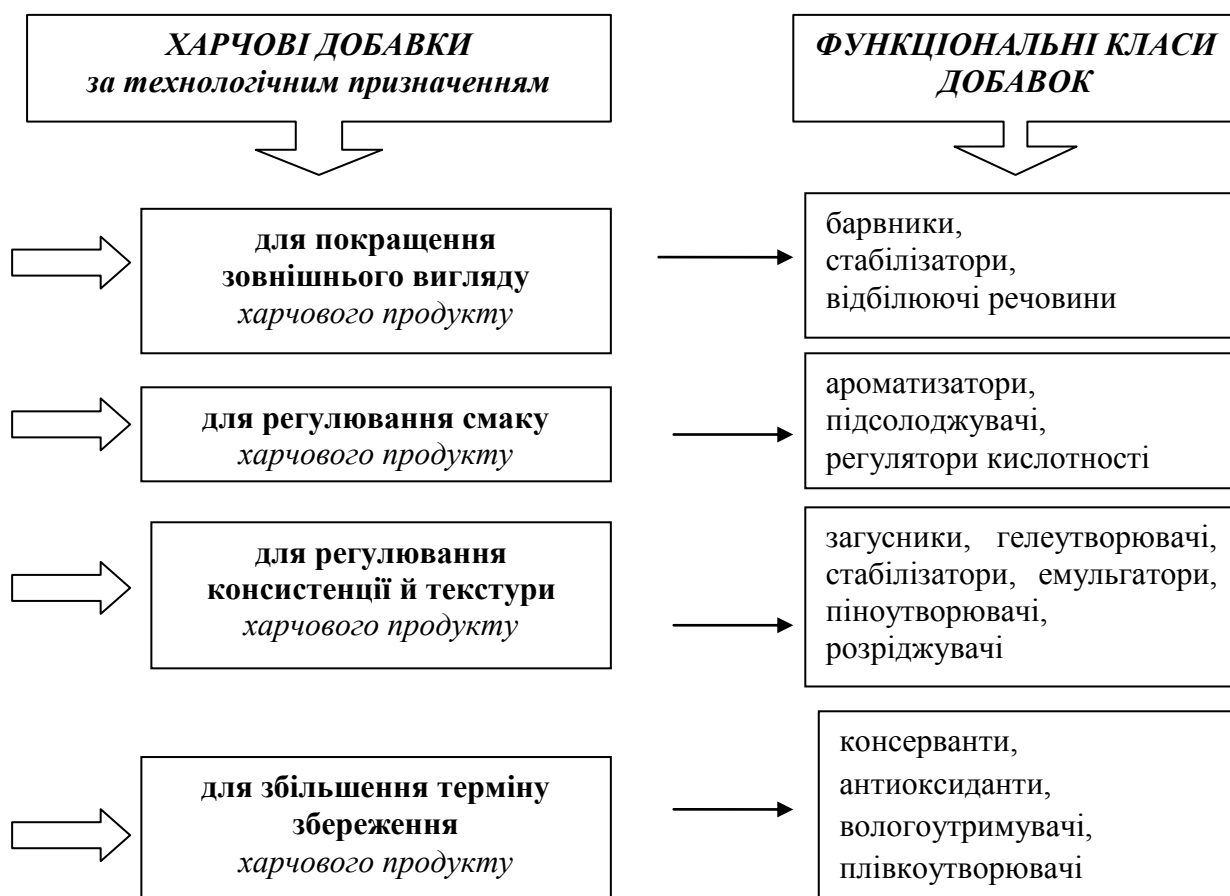 ХАРЧОВІ ДОБАВКИ
за технологічним призначенням
ФУНКЦІОНАЛЬНІ КЛАСИ
ДОБАВОК
для покращення
зовнішнього вигляду
харчового продукту
барвники,
стабілізатори,
відбілюючі речовини
для регулювання смаку
харчового продукту
ароматизатори,
підсолоджувачі,
регулятори кислотності
для регулювання
консистенції й текстури
харчового продукту
загусники, гелеутворювачі,
стабілізатори, емульгатори,
піноутворювачі,
розріджувачі
для збільшення терміну
збереження
харчового продукту
консерванти,
антиоксиданти,
вологоутримувачі,
плівкоутворювачі